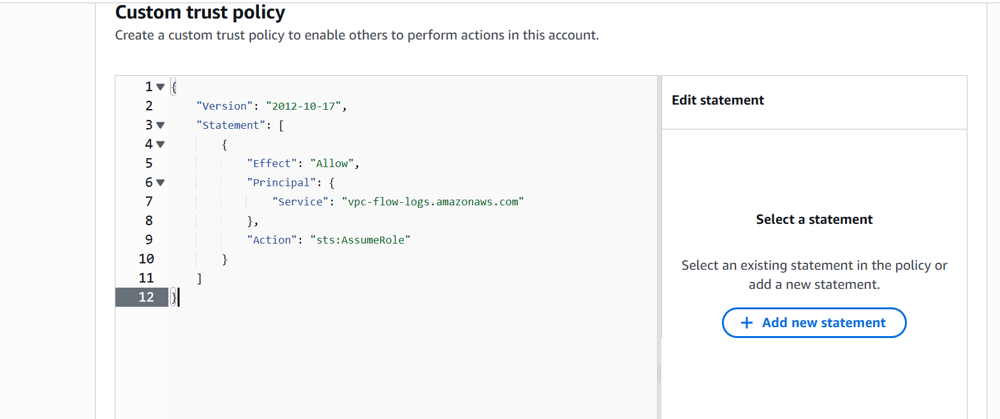 Custom trust policy
Create a custom trust policy to enable others to perform actions in this account.
1 {
2 "Version": "2012-10-17",
3 "Statement": [
4 {
5 "Effect": "Allow",
6 "Principal": {
7 "Service": "vpc-flow-logs.amazonaws.com"
8 },
9 "Action": "sts:AssumeRole"
10 }
11 ]
12 }
Edit statement
Select a statement
Select an existing statement in the policy or
add a new statement.
+ Add new statement